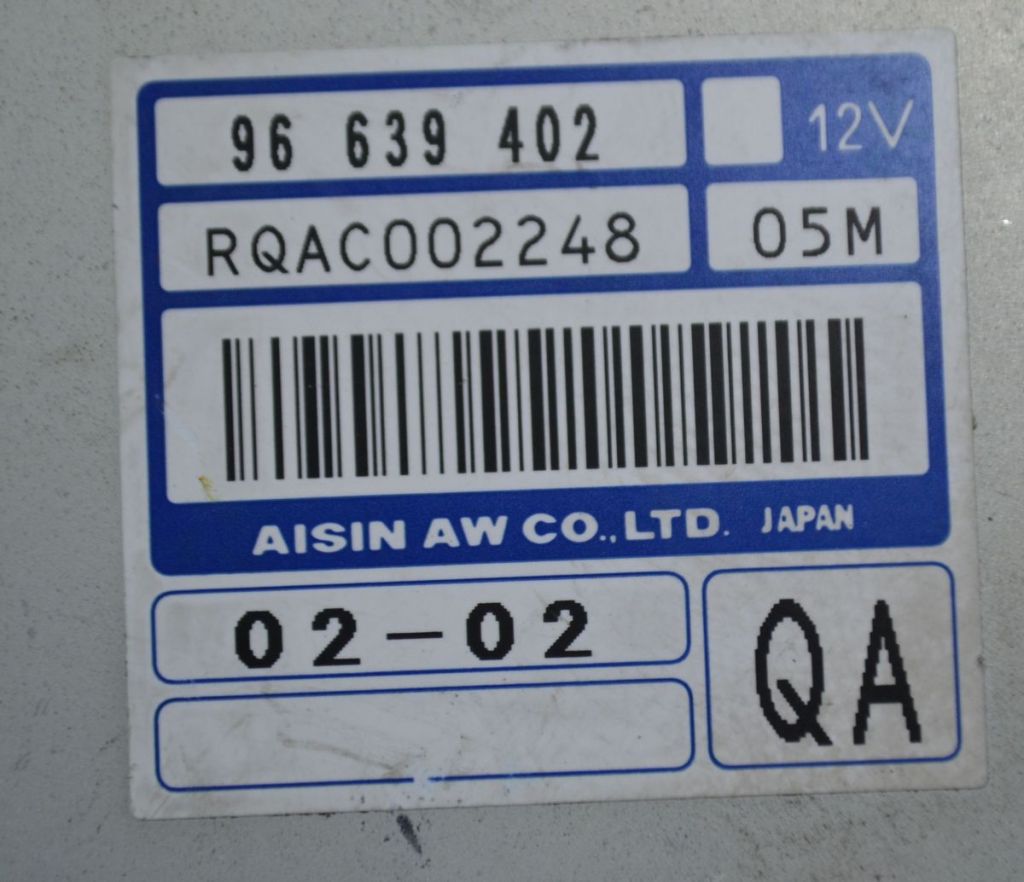 96 639 402
12V
RQAC002248
05M
AISIN AW CO.,LTD. JAPAN
02-02
QA